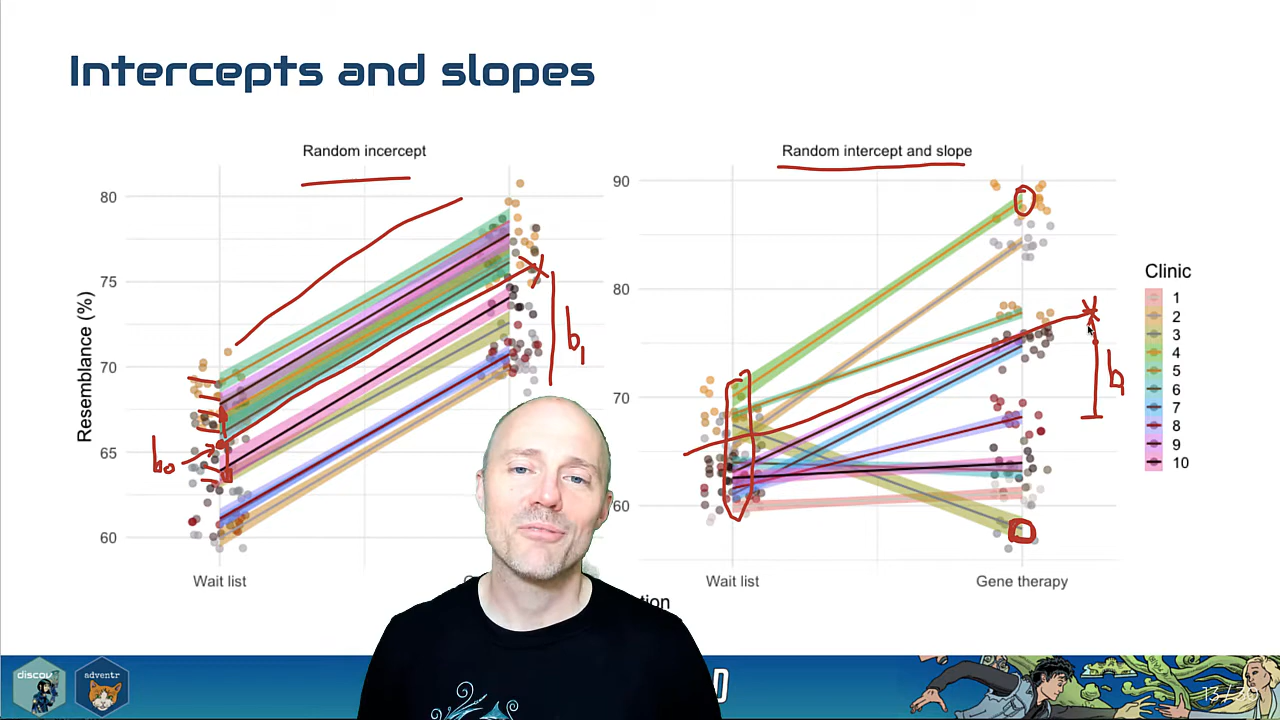 Intercepts and slopes
Random incercept
Random intercept and slope
80
75
70
65
60
Resemblance (%)
b₀
b₁
Wait list
90
80
70
60
b₁
Wait list
Gene therapy
Clinic
1
2
3
4
5
6
7
8
9
10
discov
adventr